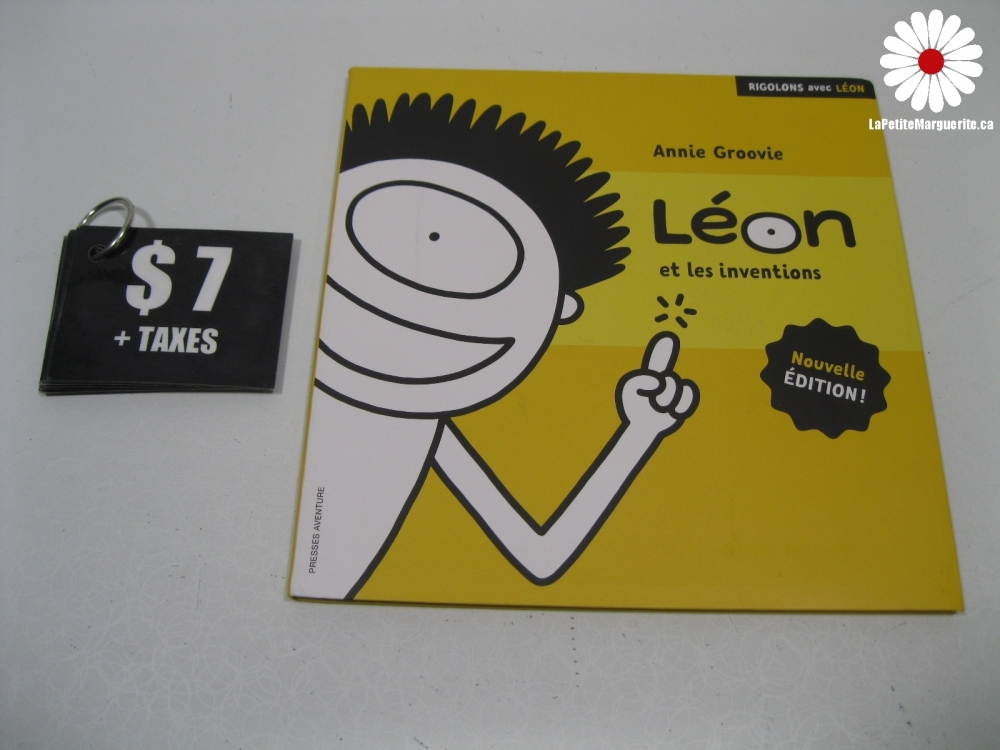 LaPetiteMarguerite.ca
RIGOLONS avec LÉON
Annie Groovie
Léon
et les inventions
Nouvelle
ÉDITION!
PRESSES AVENTURE
$ 7
+ TAXES